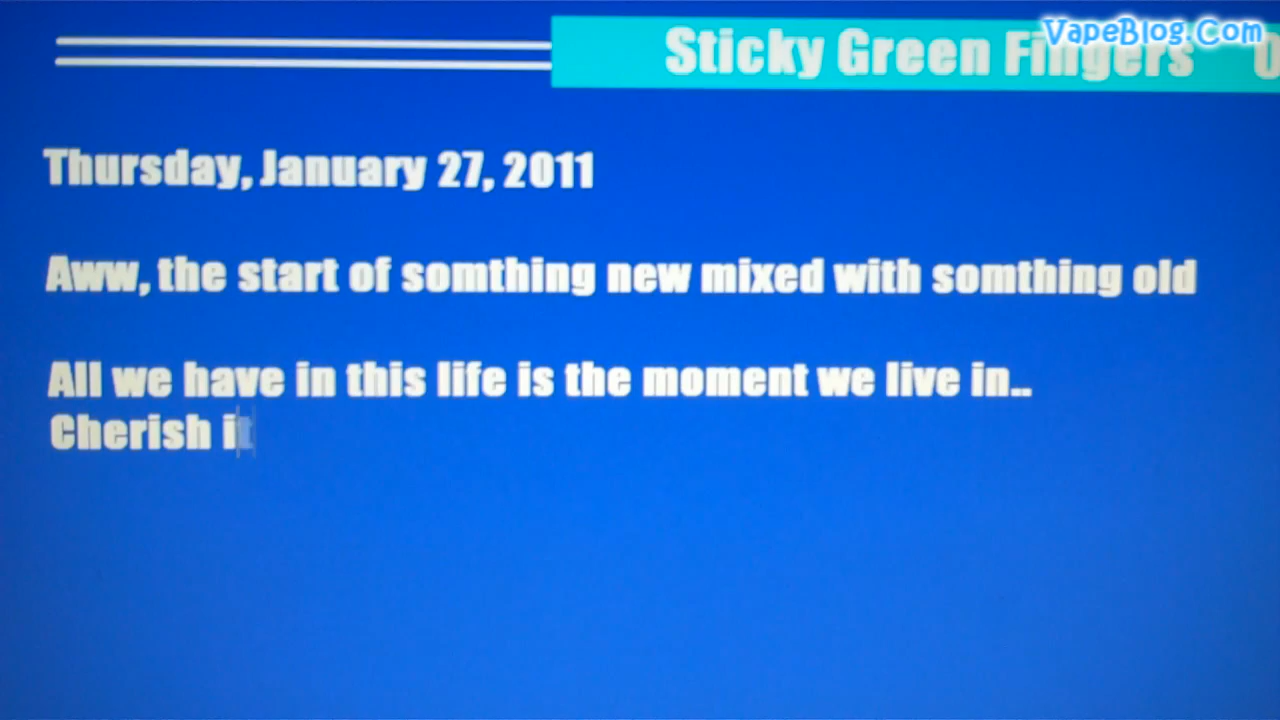 VapeBlog.Com
Sticky Green Fingers
Thursday, January 27, 2011
Aww, the start of somthing new mixed with somthing old
All we have in this life is the moment we live in..
Cherish it